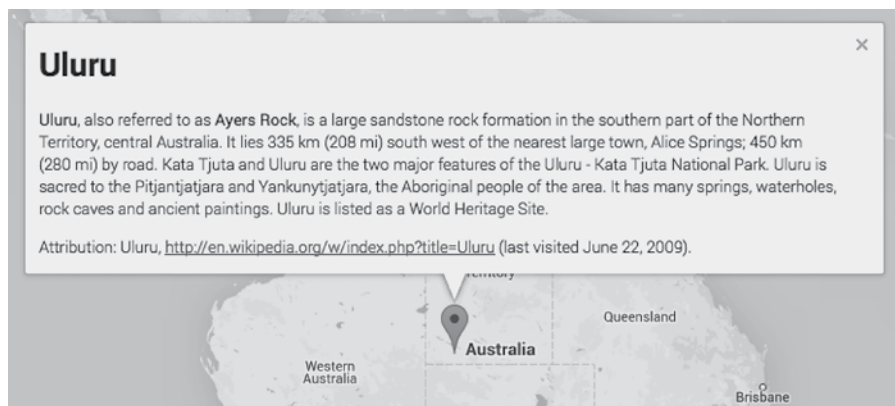 Uluru
Uluru, also referred to as Ayers Rock, is a large sandstone rock formation in the southern part of the Northern
Territory, central Australia. It lies 335 km (208 mi) south west of the nearest large town, Alice Springs; 450 km
(280 mi) by road. Kata Tjuta and Uluru are the two major features of the Uluru - Kata Tjuta National Park. Uluru is
sacred to the Pitjantjatjara and Yankunytjatjara, the Aboriginal people of the area. It has many springs, waterholes,
rock caves and ancient paintings. Uluru is listed as a World Heritage Site.
Attribution: Uluru, http://en.wikipedia.org/w/index.php?title=Uluru (last visited June 22, 2009).
Territory
Queensland
Australia
Western
Australia
Brisbane